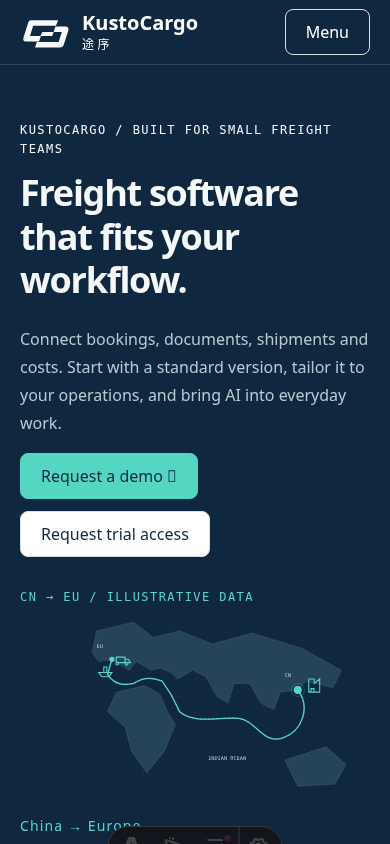 KustoCargo
途序
Menu
KUSTOCARGO / BUILT FOR SMALL FREIGHT
TEAMS
Freight software
that fits your
workflow.
Connect bookings, documents, shipments and
costs. Start with a standard version, tailor it to
your operations, and bring AI into everyday
work.
Request a demo
Request trial access
CN → EU / ILLUSTRATIVE DATA
EU
CN
INDIAN OCEAN
China → Europe